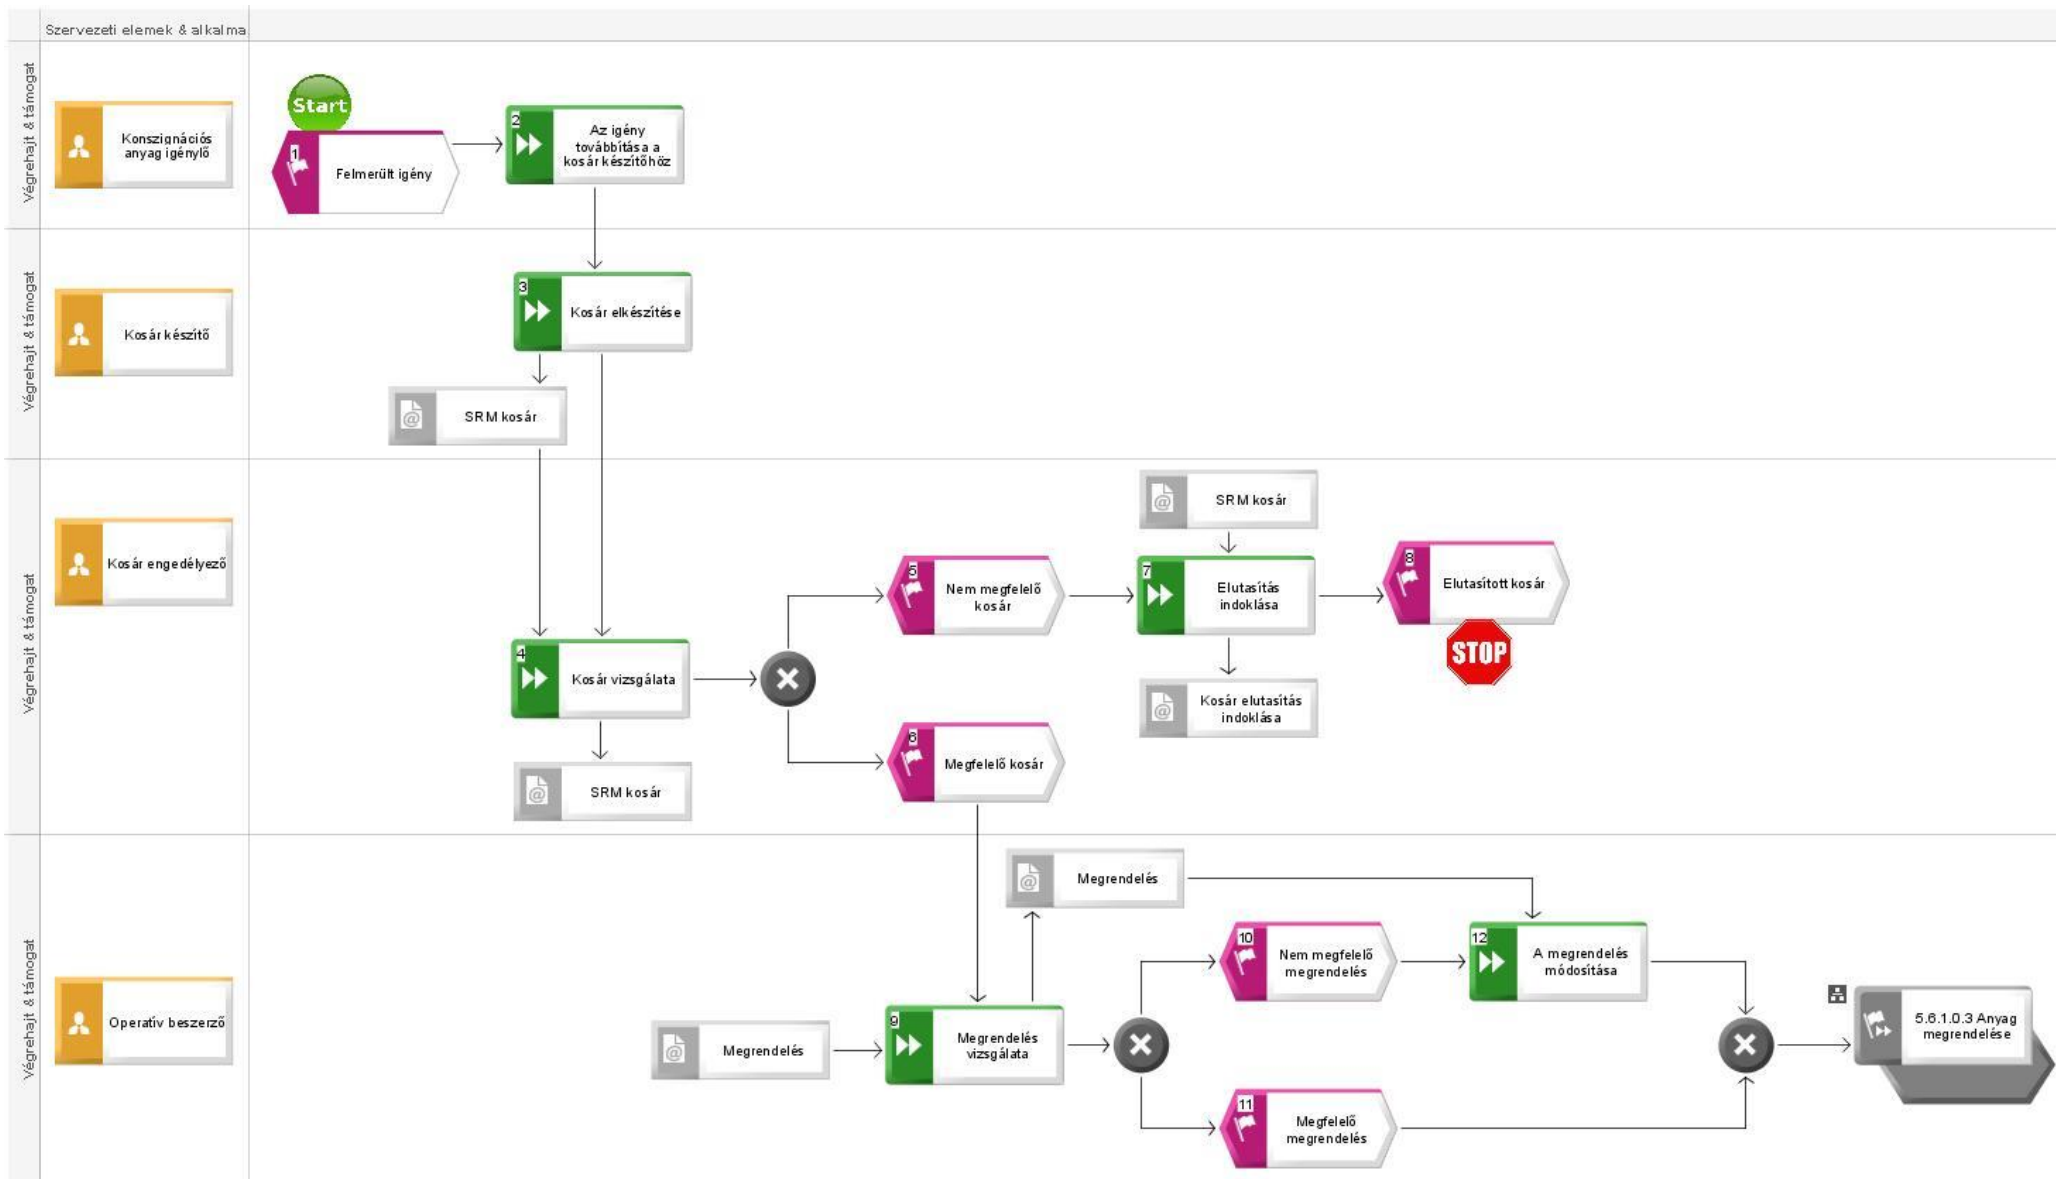 Szervezeti elemek & alkalma
Végrehajt & támogat
Konszignációs
anyag igénylő
Start
1
Felmerült igény
2
Az igény
továbbítása a
kosár készítőhöz
Végrehajt & támogat
Kosár készítő
3
Kosár elkészítése
SRM kosár
Végrehajt & támogat
Kosár engedélyező
4
Kosár vizsgálata
SRM kosár
5
Nem megfelelő
kosár
6
Megfelelő kosár
SRM kosár
7
Elutasítás
indoklása
Kosár elutasítás
indoklása
8
Elutasított kosár
STOP
Végrehajt & támogat
Operatív beszerző
Megrendelés
9
Megrendelés
vizsgálata
Megrendelés
10
Nem megfelelő
megrendelés
11
Megfelelő
megrendelés
12
A megrendelés
módosítása
5.6.1.0.3 Anyag
megrendelése